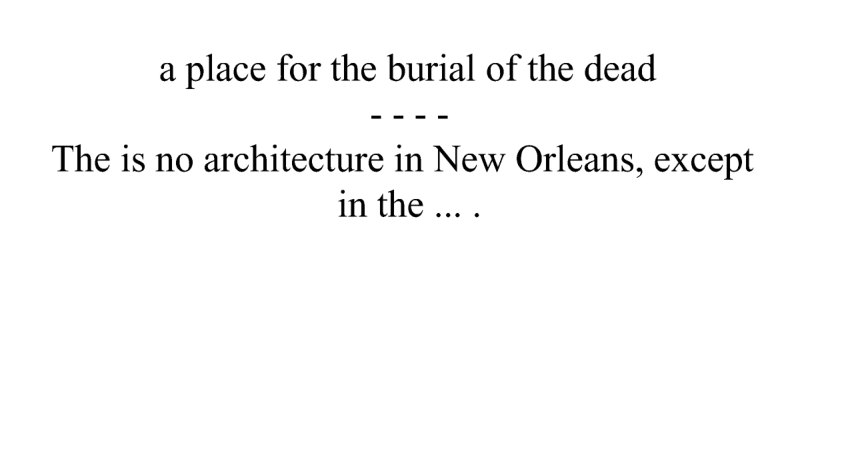 a place for the burial of the dead
- - - -
The is no architecture in New Orleans, except
in the ... .